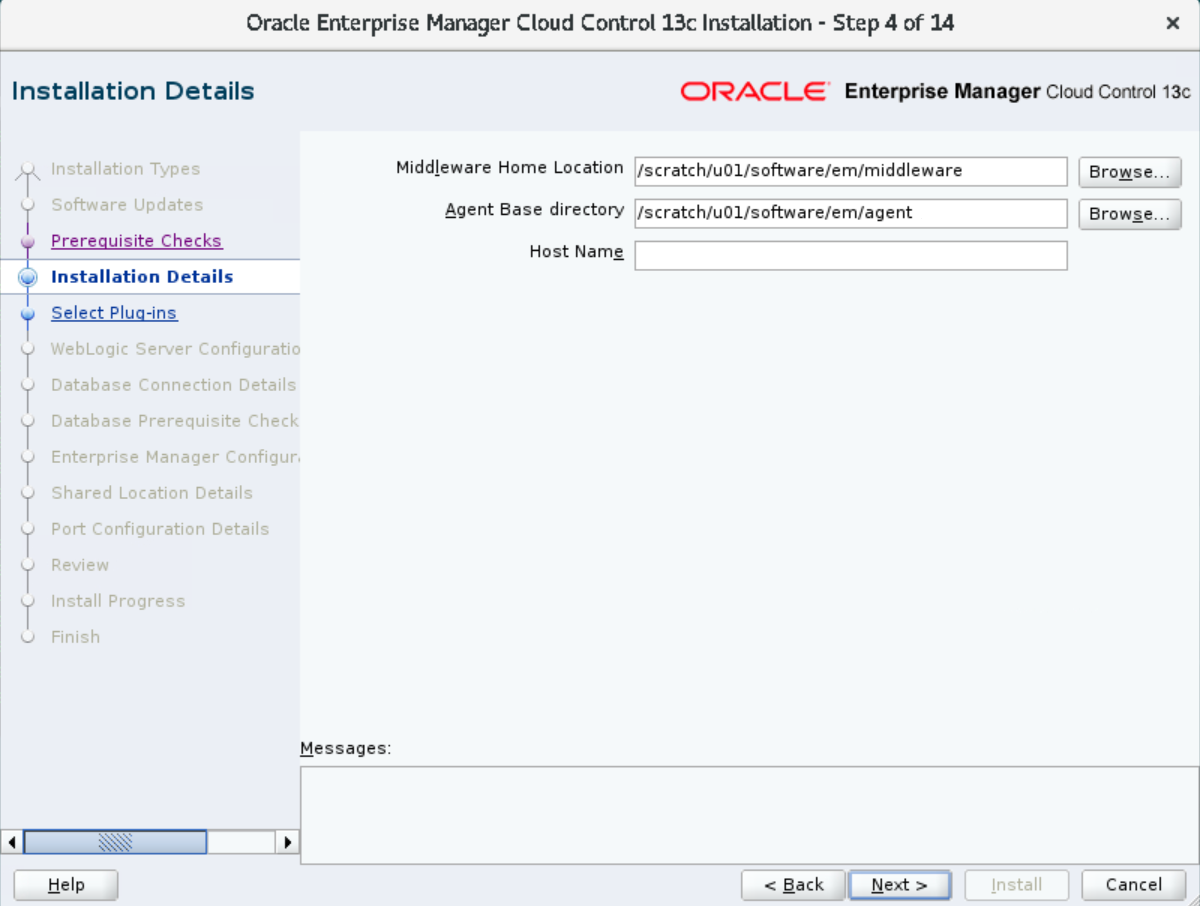 Oracle Enterprise Manager Cloud Control 13c Installation - Step 4 of 14
Installation Details
ORACLE Enterprise Manager Cloud Control 13c
Installation Types
Software Updates
Prerequisite Checks
Installation Details
Select Plug-ins
WebLogic Server Configuratio
Database Connection Details
Database Prerequisite Check
Enterprise Manager Configura
Shared Location Details
Port Configuration Details
Review
Install Progress
Finish
Middleware Home Location /scratch/u01/software/em/middleware Browse...
Agent Base directory /scratch/u01/software/em/agent Browse...
Host Name
Messages:
Help
< Back
Next >
Install
Cancel